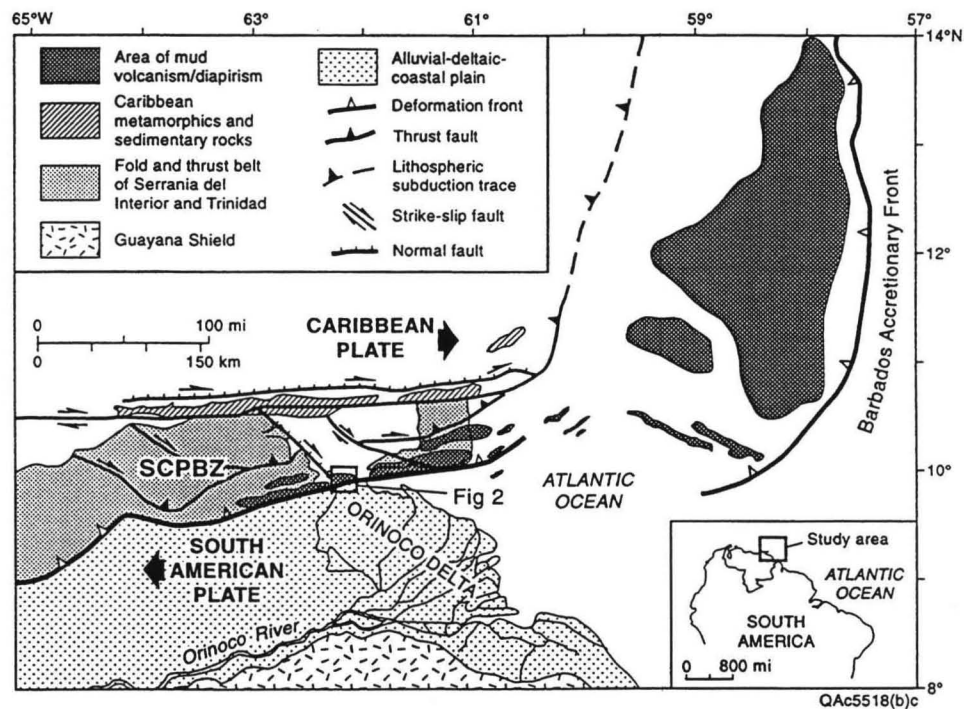 65°W
63°
61°
59°
57°
14°N
Area of mud
volcanism/diapirism
Caribbean
metamorphics and
sedimentary rocks
Fold and thrust belt
of Serrania del
Interior and Trinidad
Guayana Shield
Alluvial-deltaic-
coastal plain
Deformation front
Thrust fault
Lithospheric
subduction trace
Strike-slip fault
Normal fault
12°
0 100 mi
0 150 km
CARIBBEAN
PLATE
Barbados Accretionary Front
SCPBZ
10°
Fig 2
ATLANTIC
OCEAN
SOUTH
AMERICAN
PLATE
ORINOCO DELTA
Orinoco River
Study area
ATLANTIC
OCEAN
SOUTH
AMERICA
0 800 mi
8°
QAc5518(b)c